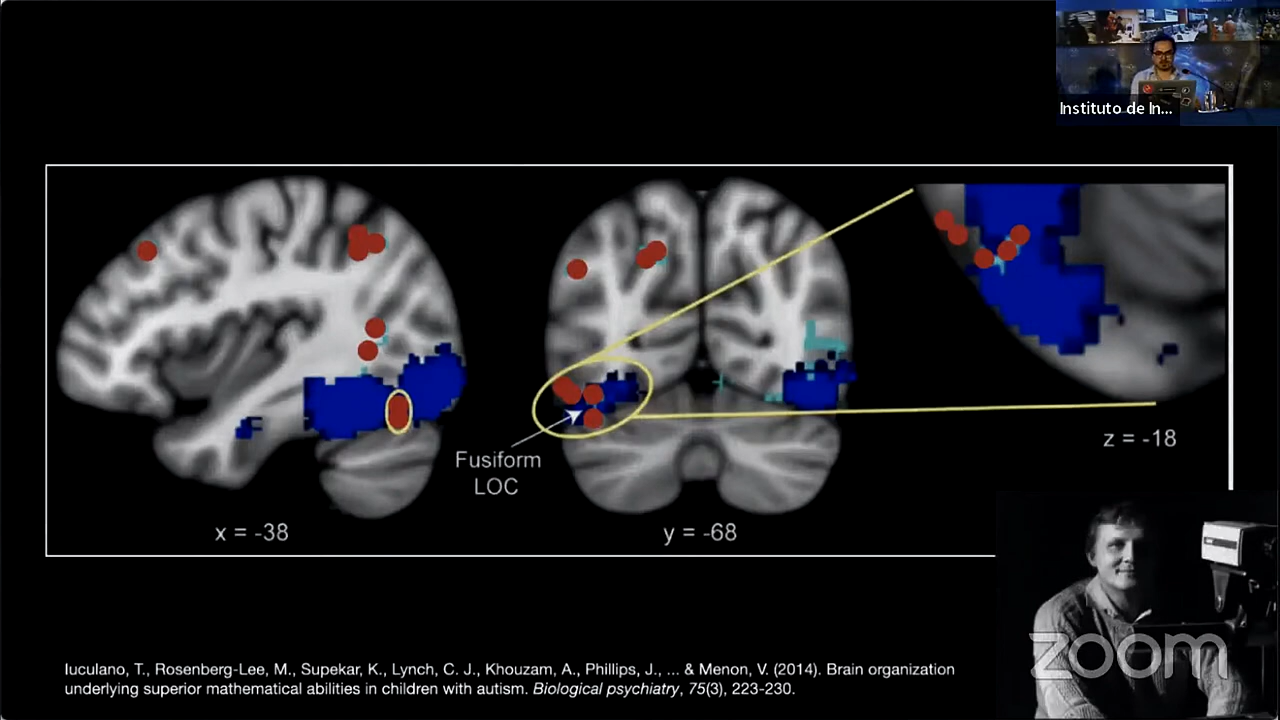 Instituto de In...
z = -18
Fusiform
LOC
x = -38
y = -68
zoom
Iuculano, T., Rosenberg-Lee, M., Supekar, K., Lynch, C. J., Khouzam, A., Phillips, J., ... & Menon, V. (2014). Brain organization
underlying superior mathematical abilities in children with autism. Biological psychiatry, 75(3), 223-230.